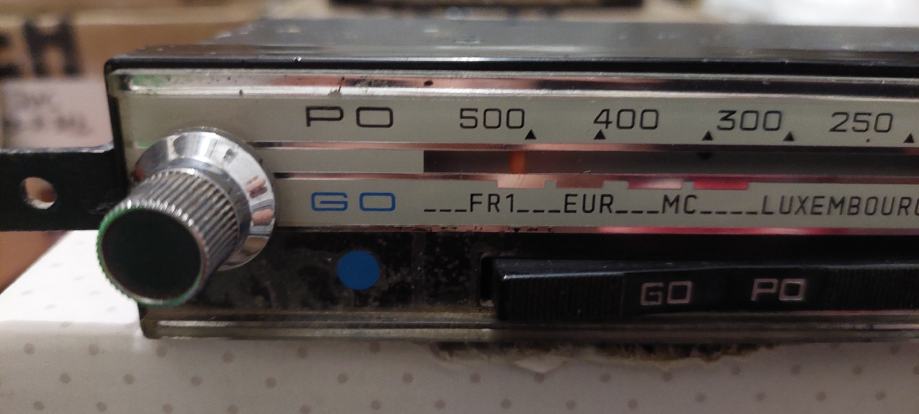 PO 500 400 300 250
GO ___FR1___EUR___MC____LUXEMBOURG
GO PO